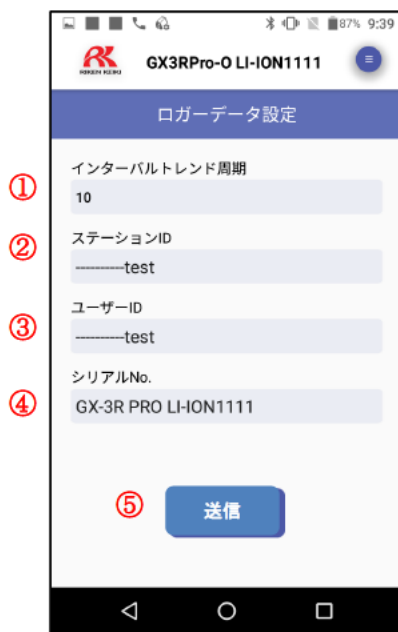 87% 9:39
RK
RIKEN KEIKI
GX3RPro-O LI-ION1111
ロガーデータ設定
① インターバルトレンド周期
10
② ステーションID
----------test
③ ユーザーID
----------test
④ シリアルNo.
GX-3R PRO LI-ION1111
⑤ 送信